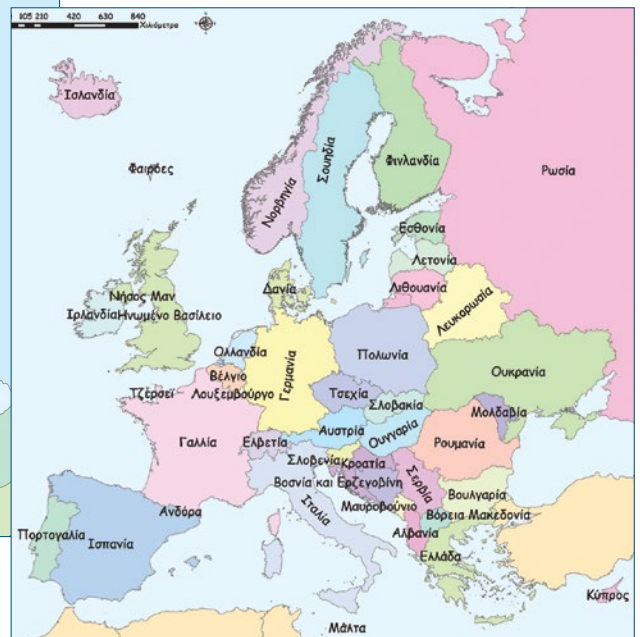 105 210 420 630 840
Χιλιόμετρα
Ισλανδία
Φαιρόες
Σουηδία
Φινλανδία
Ρωσία
Νορβηγία
Εσθονία
Λετονία
Λιθουανία
Δανία
Λευκορωσία
Νήσος Μαν
Ιρλανδία
Ηνωμένο Βασίλειο
Ολλανδία
Πολωνία
Γερμανία
Βέλγιο
Ουκρανία
Τζέρσεϊ
Λουξεμβούργο
Τσεχία
Σλοβακία
Μολδαβία
Γαλλία
Αυστρία
Ουγγαρία
Ελβετία
Ρουμανία
Σλοβενία
Κροατία
Βοσνία και Ερζεγοβίνη
Σερβία
Βουλγαρία
Μαυροβούνιο
Ιταλία
Ανδόρα
Βόρεια Μακεδονία
Πορτογαλία
Ισπανία
Αλβανία
Ελλάδα
Κύπρος
Μάλτα